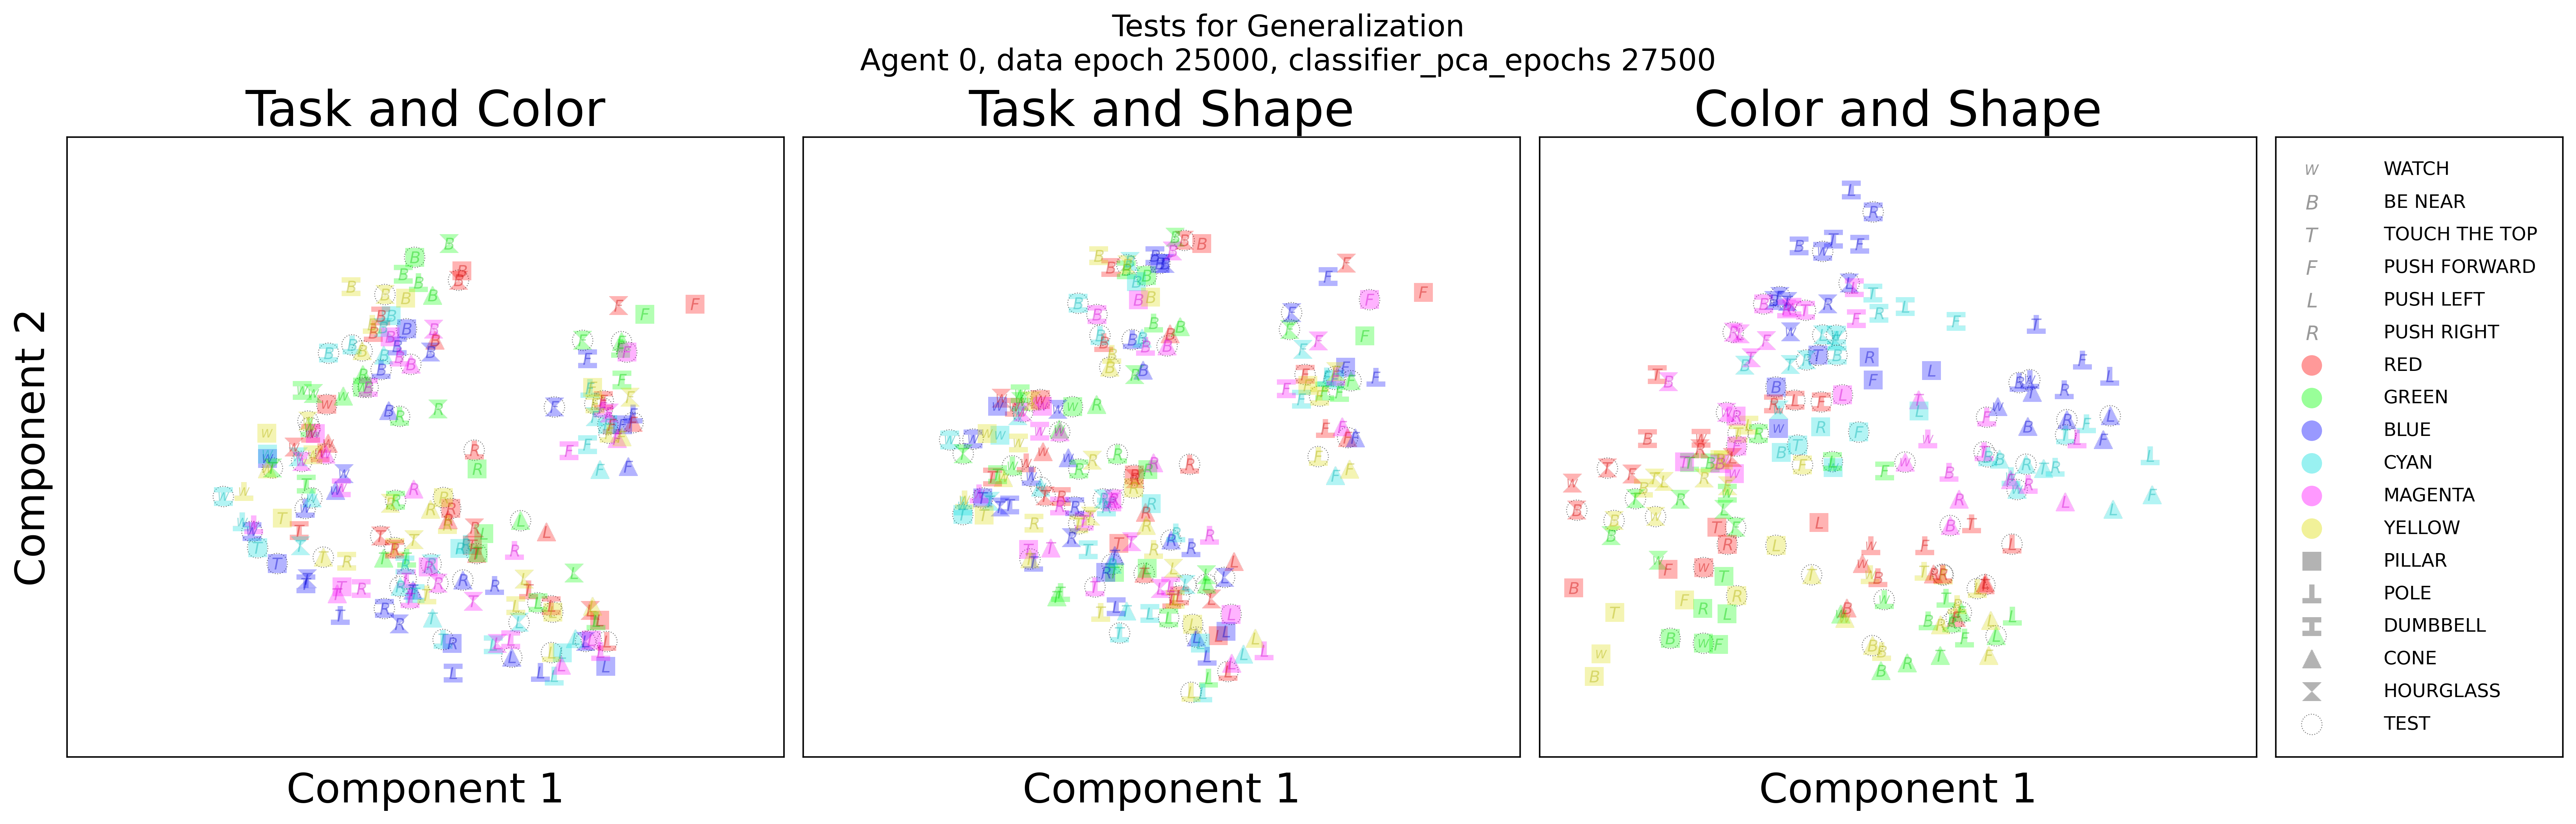 Tests for Generalization
Agent 0, data epoch 25000, classifier_pca_epochs 27500
Task and Color
Task and Shape
Color and Shape
Component 2
Component 1
Component 1
Component 1
W WATCH
B BE NEAR
T TOUCH THE TOP
F PUSH FORWARD
L PUSH LEFT
R PUSH RIGHT
RED
GREEN
BLUE
CYAN
MAGENTA
YELLOW
PILLAR
POLE
DUMBBELL
CONE
HOURGLASS
TEST